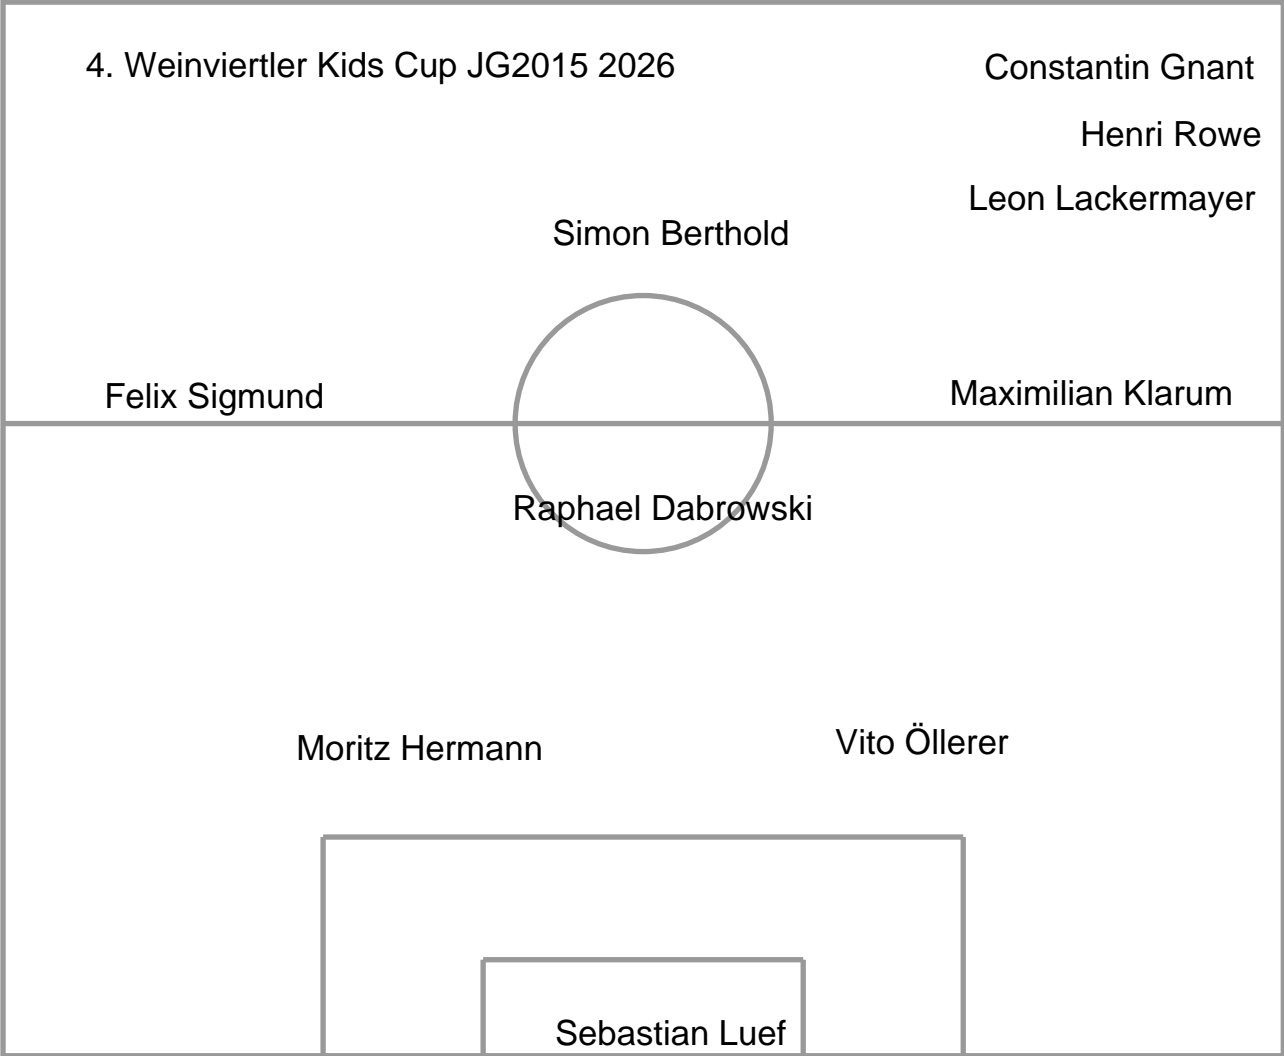 4. Weinviertler Kids Cup JG2015 2026
Constantin Gnant
Henri Rowe
Leon Lackermayer
Simon Berthold
Felix Sigmund
Maximilian Klarum
Raphael Dabrowski
Moritz Hermann
Vito Öllerer
Sebastian Luef